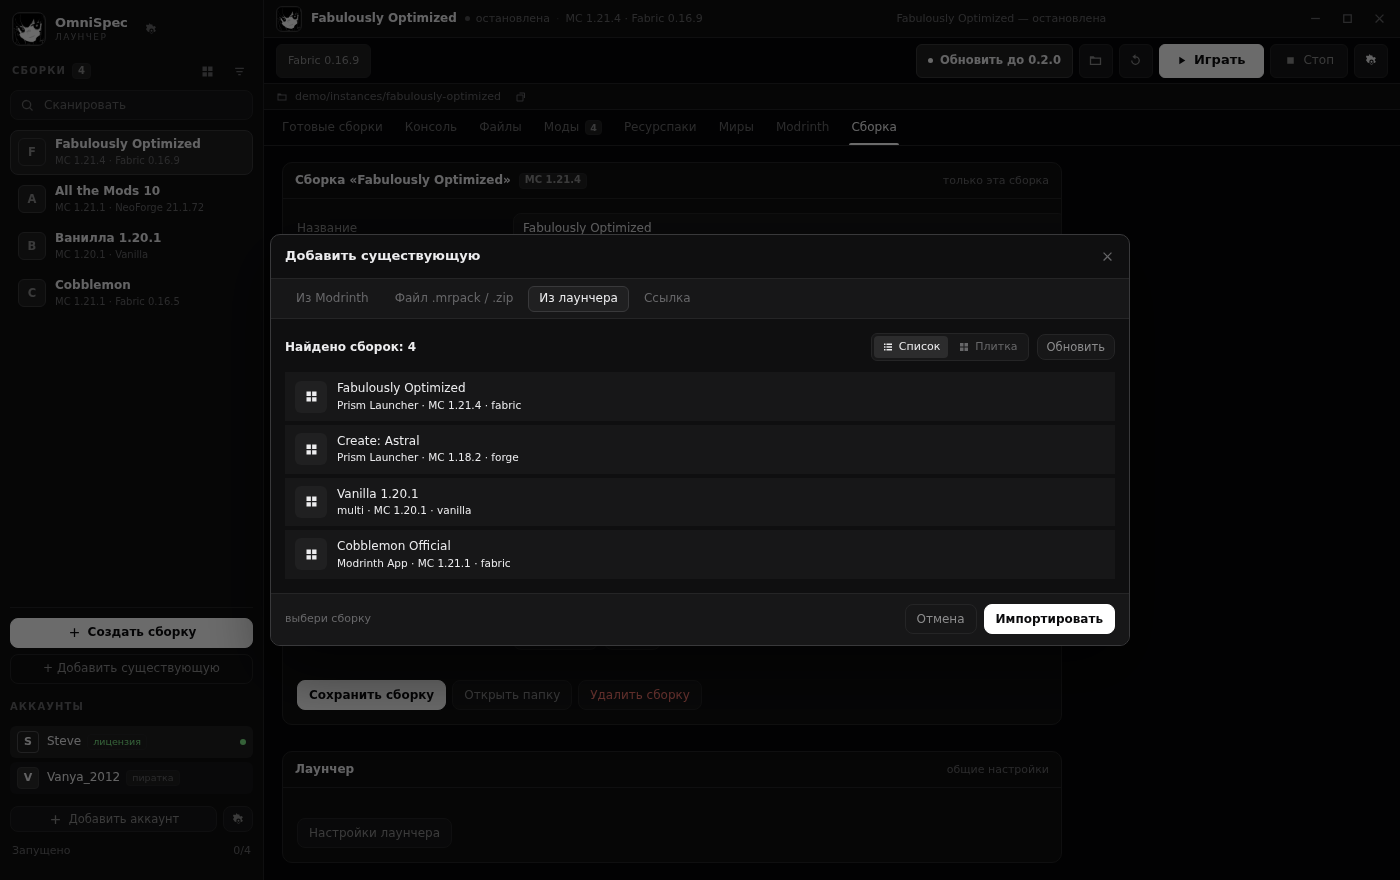 OmniSpec
ЛАУНЧЕР
СБОРКИ 4
Сканировать
F
Fabulously Optimized
MC 1.21.4 · Fabric 0.16.9
A
All the Mods 10
MC 1.21.1 · NeoForge 21.1.72
В
Ванилла 1.20.1
MC 1.20.1 · Vanilla
C
Cobblemon
MC 1.21.1 · Fabric 0.16.5
+ Создать сборку
+ Добавить существующую
АККАУНТЫ
S Steve лицензия
V Vanya_2012 пиратка
+ Добавить аккаунт
Запущено 0/4
Fabulously Optimized • остановлена · MC 1.21.4 · Fabric 0.16.9
Fabulously Optimized — остановлена
Fabric 0.16.9
• Обновить до 0.2.0
Играть
Стоп
demo/instances/fabulously-optimized
Готовые сборки Консоль Файлы Моды 4 Ресурспаки Миры Modrinth Сборка
Сборка «Fabulously Optimized» MC 1.21.4 только эта сборка
Название Fabulously Optimized
Добавить существующую
Из Modrinth Файл .mrpack / .zip Из лаунчера Ссылка
Найдено сборок: 4 Список Плитка Обновить
Fabulously Optimized
Prism Launcher · MC 1.21.4 · fabric
Create: Astral
Prism Launcher · MC 1.18.2 · forge
Vanilla 1.20.1
multi · MC 1.20.1 · vanilla
Cobblemon Official
Modrinth App · MC 1.21.1 · fabric
выбери сборку Отмена Импортировать
Сохранить сборку Открыть папку Удалить сборку
Лаунчер общие настройки
Настройки лаунчера